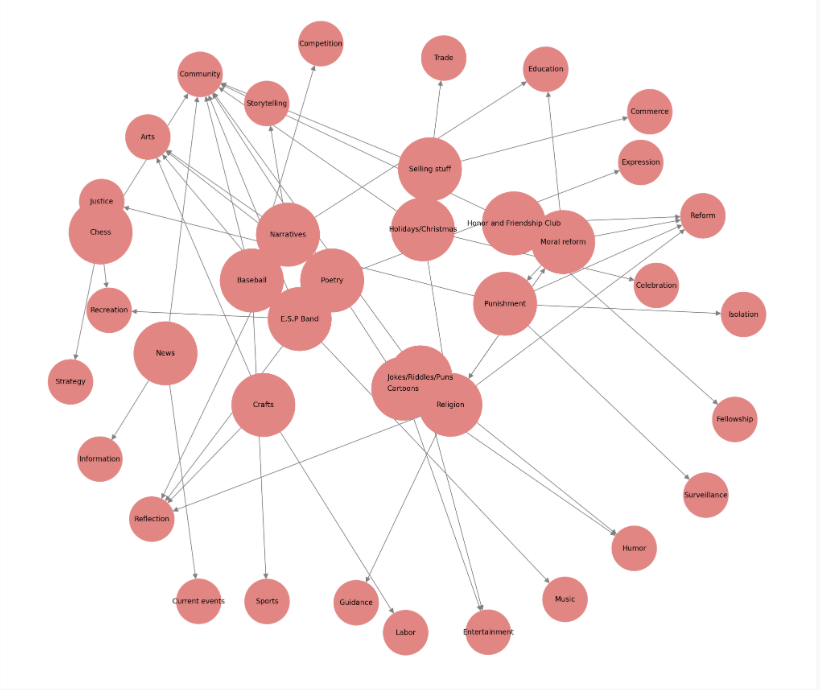 Competition
Trade
Education
Community
Storytelling
Commerce
Arts
Expression
Selling stuff
Justice
Reform
Honor and Friendship Club
Chess
Narratives
Holidays/Christmas
Moral reform
Baseball
Poetry
Celebration
Punishment
Recreation
E.S.P Band
Isolation
News
Strategy
Jokes/Riddles/Puns
Cartoons
Crafts
Religion
Fellowship
Information
Surveillance
Reflection
Humor
Current events
Sports
Guidance
Music
Labor
Entertainment